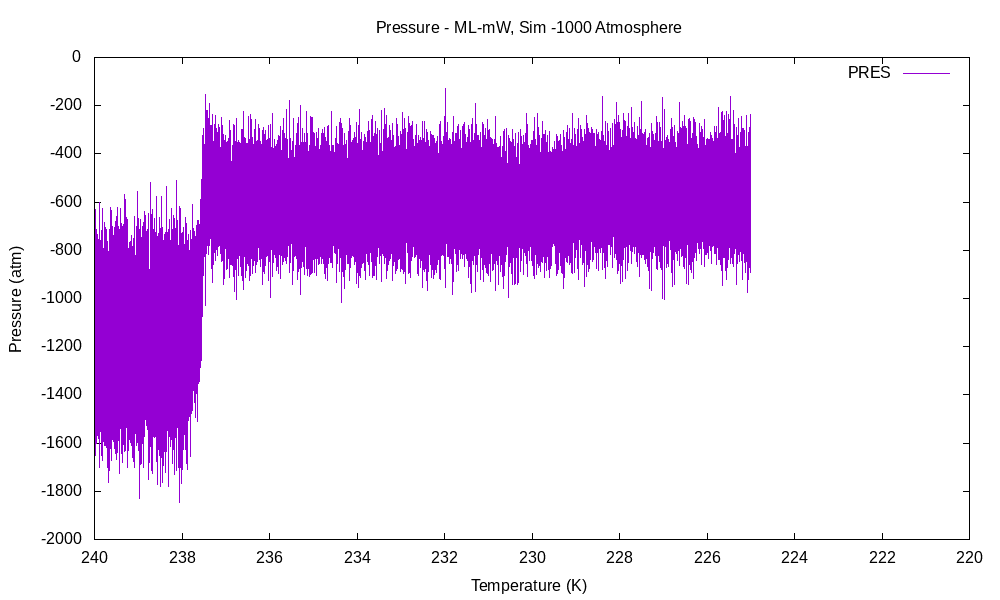 Pressure - ML-mW, Sim -1000 Atmosphere
PRES
0
-200
-400
-600
-800
-1000
-1200
-1400
-1600
-1800
-2000
Pressure (atm)
240 238 236 234 232 230 228 226 224 222 220
Temperature (K)